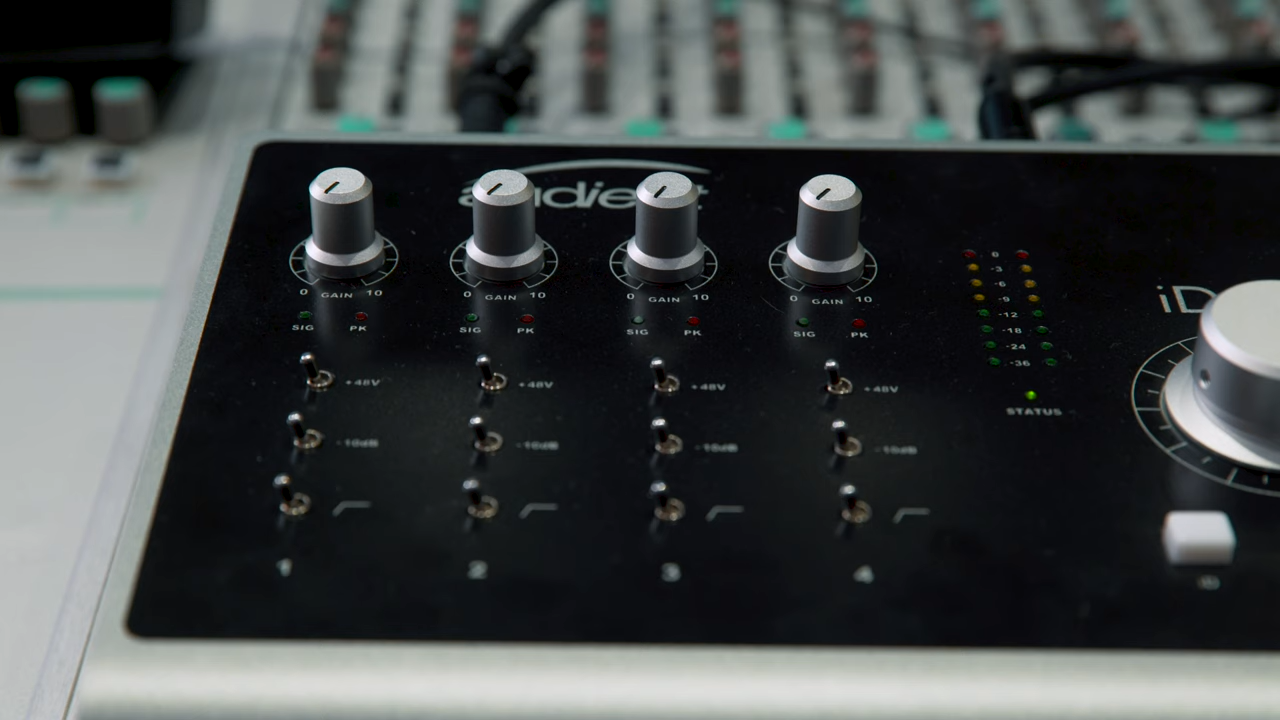 audient
0 GAIN 10
0 GAIN 10
0 GAIN 10
0 GAIN 10
SIG PK
SIG PK
SIG PK
SIG PK
0
-3
-6
-9
-12
-18
-24
-36
STATUS
iD
+48V
+48V
+48V
+48V
-10dB
-10dB
-10dB
-10dB
1
2
3
4